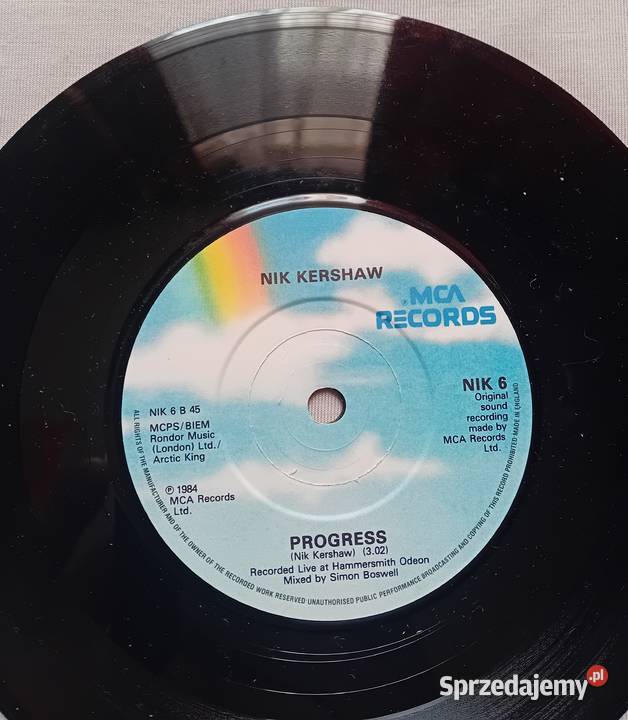 NIK KERSHAW
MCA
RECORDS
NIK 6
Original
sound
recording
made by
MCA Records
Ltd.
NIK 6 B 45
MCPS/BIEM
Rondor Music
(London) Ltd./
Arctic King
℗ 1984
MCA Records
Ltd.
PROGRESS
(Nik Kershaw) (3.02)
Recorded Live at Hammersmith Odeon
Mixed by Simon Boswell
ALL RIGHTS OF THE MANUFACTURER AND OF THE OWNER OF THE RECORDED WORK RESERVED·UNAUTHORISED PUBLIC PERFORMANCE BROADCASTING AND COPYING OF THIS RECORD PROHIBITED·MADE IN ENGLAND
Sprzedajemy.pl